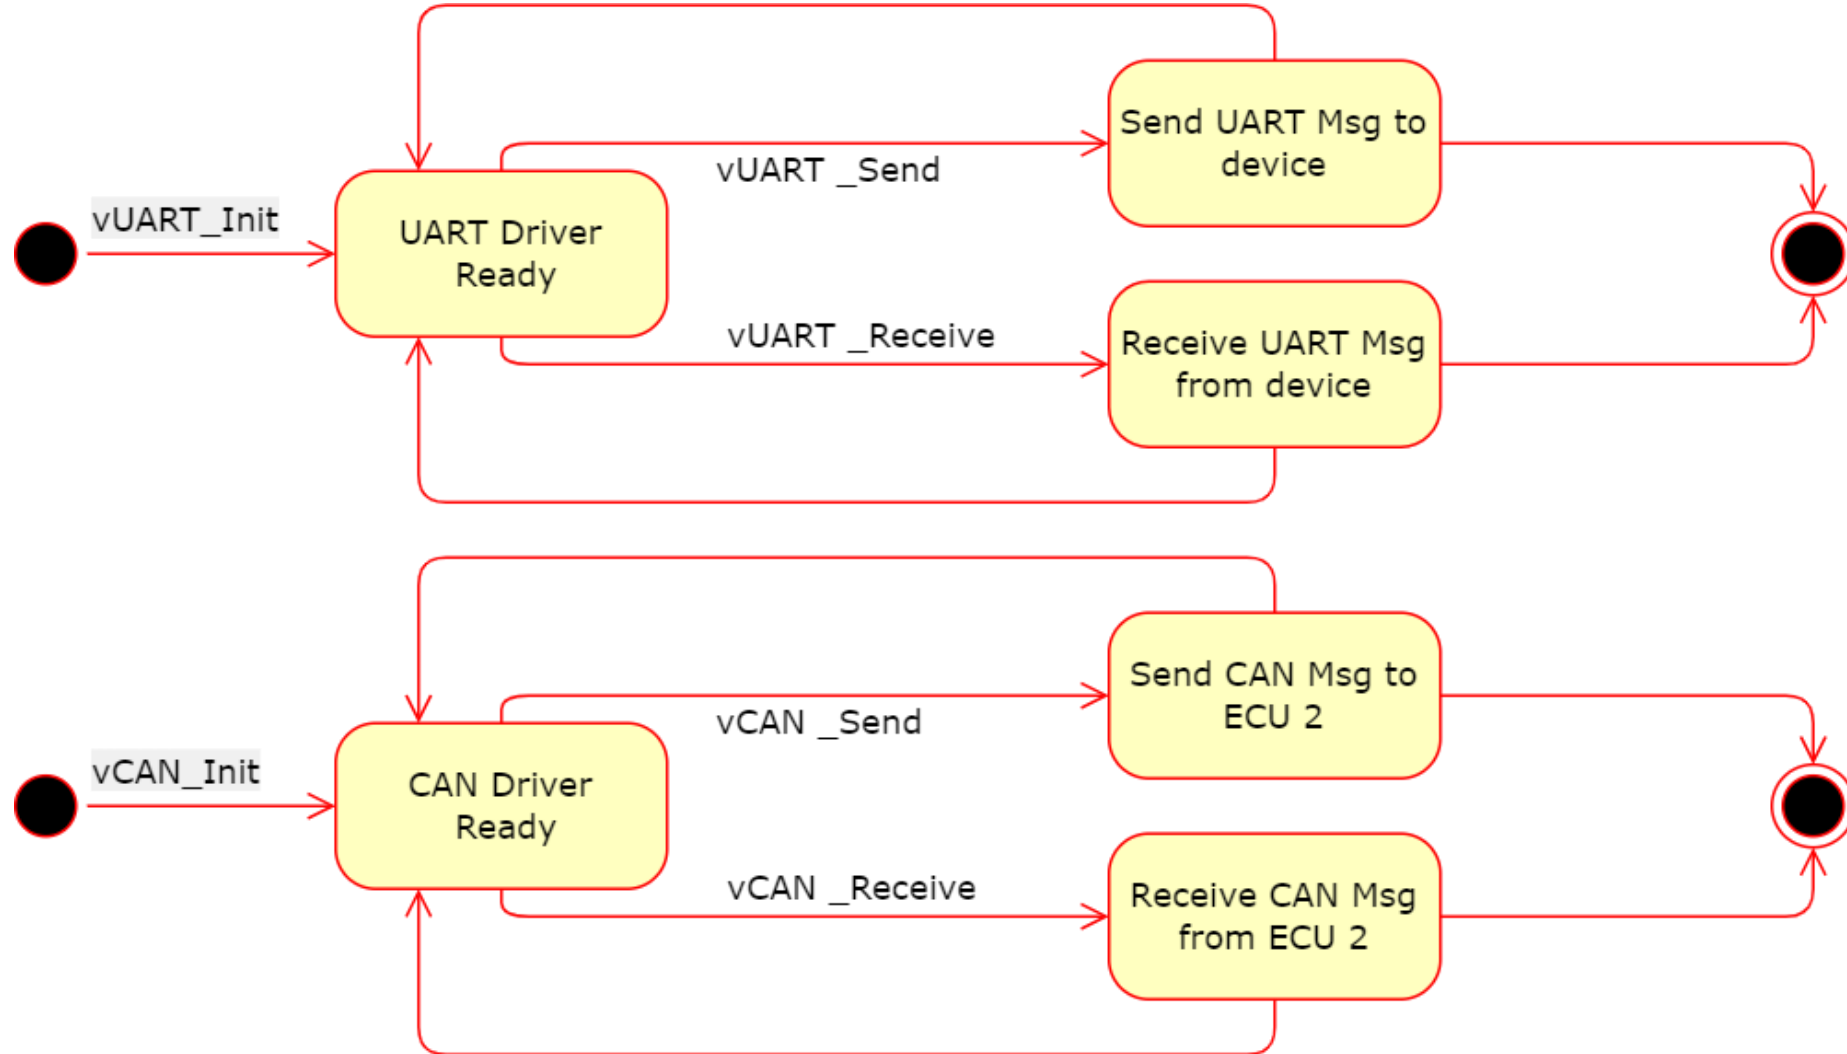 vUART_Init
UART Driver
Ready
vUART _Send
Send UART Msg to
device
vUART _Receive
Receive UART Msg
from device
vCAN_Init
CAN Driver
Ready
vCAN _Send
Send CAN Msg to
ECU 2
vCAN _Receive
Receive CAN Msg
from ECU 2